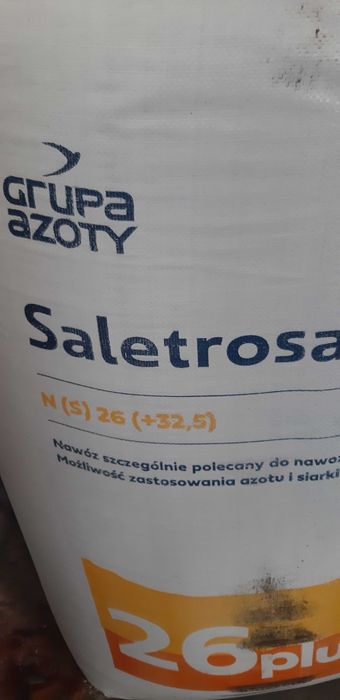 GRUPA
AZOTY
Saletrosa
N (S) 26 (+32,5)
Nawóz szczególnie polecany do nawoz
Możliwość zastosowania azotu i siarki
26plu